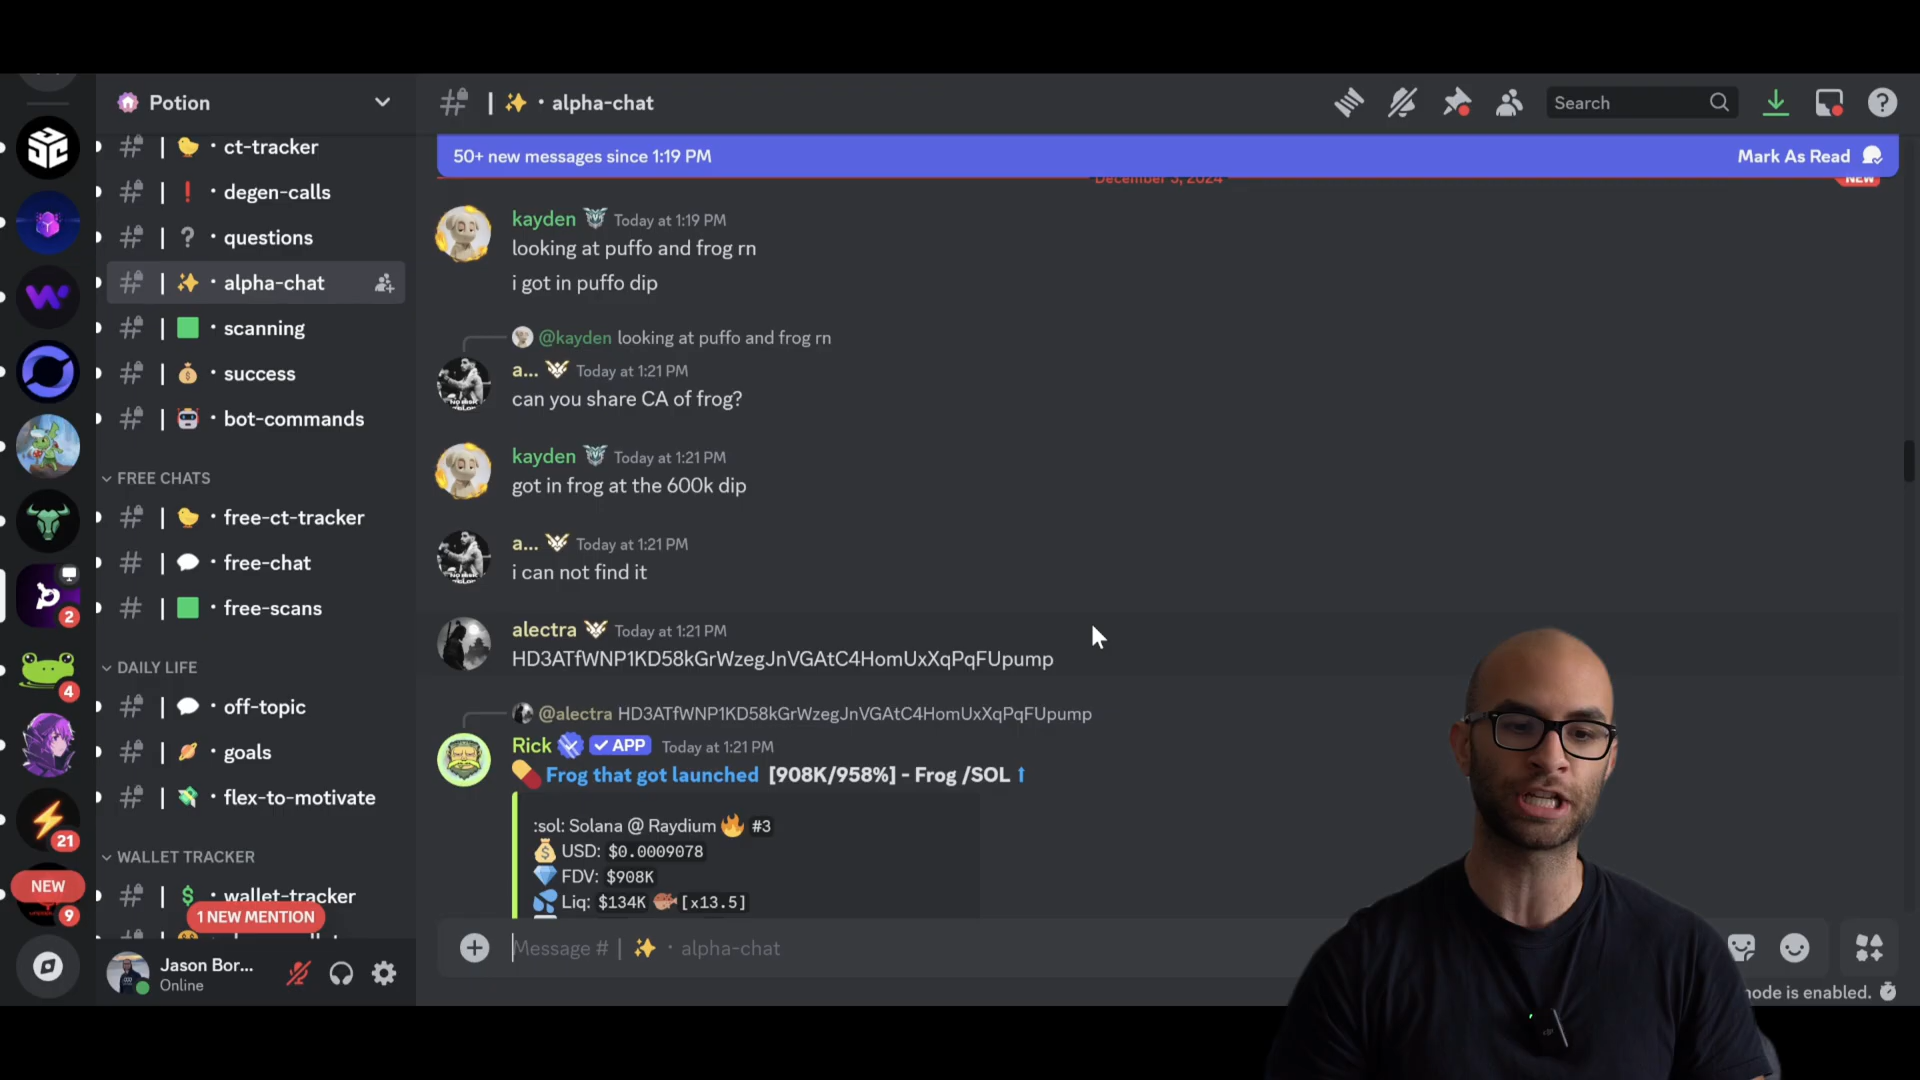 Potion
ct-tracker
degen-calls
questions
alpha-chat
scanning
success
bot-commands
FREE CHATS
free-ct-tracker
free-chat
free-scans
DAILY LIFE
off-topic
goals
flex-to-motivate
WALLET TRACKER
wallet-tracker
1 NEW MENTION
2
4
21
NEW
9
Jason Bor...
Online
alpha-chat
Search
50+ new messages since 1:19 PM
Mark As Read
December 3, 2024
NEW
kayden Today at 1:19 PM
looking at puffo and frog rn
i got in puffo dip
@kayden looking at puffo and frog rn
a... Today at 1:21 PM
can you share CA of frog?
kayden Today at 1:21 PM
got in frog at the 600k dip
a... Today at 1:21 PM
i can not find it
alectra Today at 1:21 PM
HD3ATfWNP1KD58kGrWzegJnVGAtC4HomUxXqPqFUpump
@alectra HD3ATfWNP1KD58kGrWzegJnVGAtC4HomUxXqPqFUpump
Rick APP Today at 1:21 PM
Frog that got launched [908K/958%] - Frog /SOL
:sol: Solana @ Raydium 🔥 #3
USD: $0.0009078
FDV: $908K
Liq: $134K [x13.5]
Message # | ✨ · alpha-chat
mode is enabled.